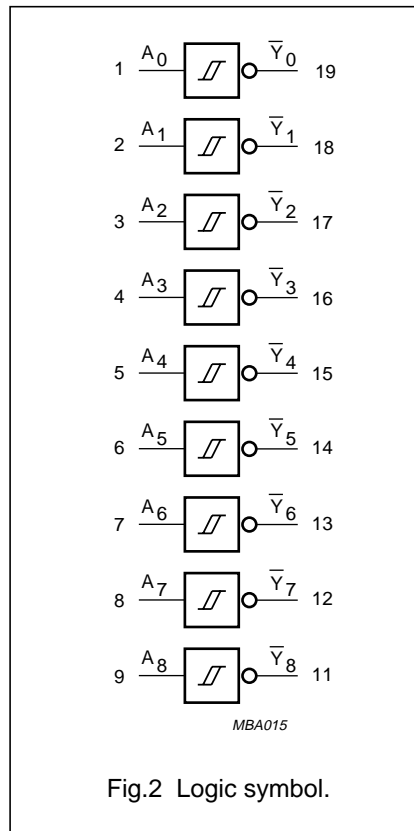 1 A0 Y̅0 19
2 A1 Y̅1 18
3 A2 Y̅2 17
4 A3 Y̅3 16
5 A4 Y̅4 15
6 A5 Y̅5 14
7 A6 Y̅6 13
8 A7 Y̅7 12
9 A8 Y̅8 11
MBA015
Fig.2 Logic symbol.